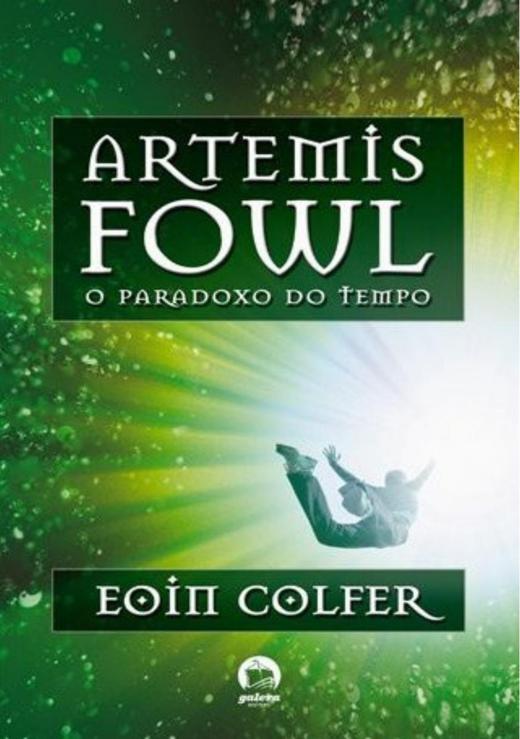 ARTEMIS
FOWL
O PARADOXO DO TEMPO
EOIN COLFER
galera